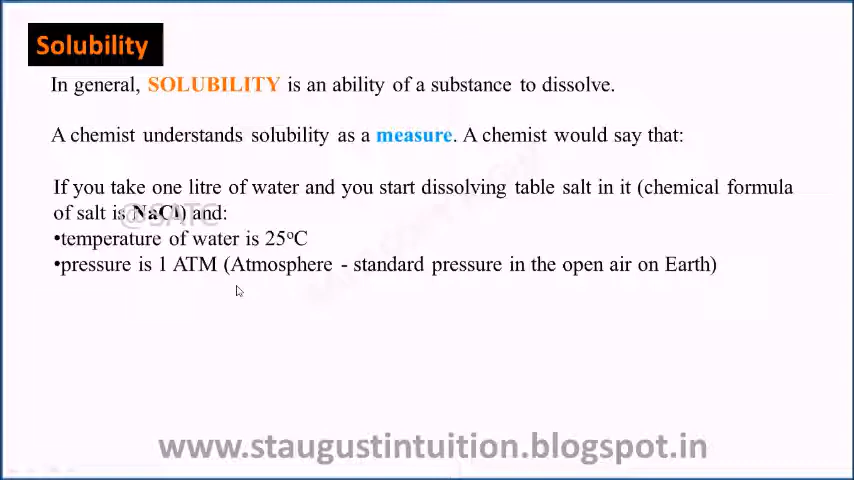 Solubility
In general, SOLUBILITY is an ability of a substance to dissolve.
A chemist understands solubility as a measure. A chemist would say that:
If you take one litre of water and you start dissolving table salt in it (chemical formula
of salt is NaCl) and:
@SATC
•temperature of water is 25°C
•pressure is 1 ATM (Atmosphere - standard pressure in the open air on Earth)
www.staugustintuition.blogspot.in